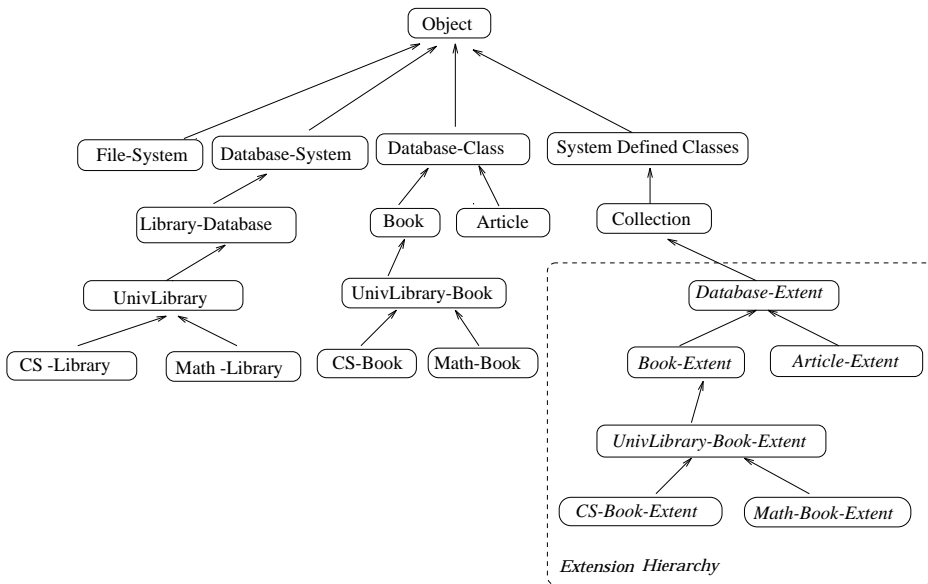 Object
File-System
Database-System
Database-Class
System Defined Classes
Library-Database
Book
Article
Collection
UnivLibrary
UnivLibrary-Book
Database-Extent
CS -Library
Math -Library
CS-Book
Math-Book
Book-Extent
Article-Extent
UnivLibrary-Book-Extent
CS-Book-Extent
Math-Book-Extent
Extension Hierarchy